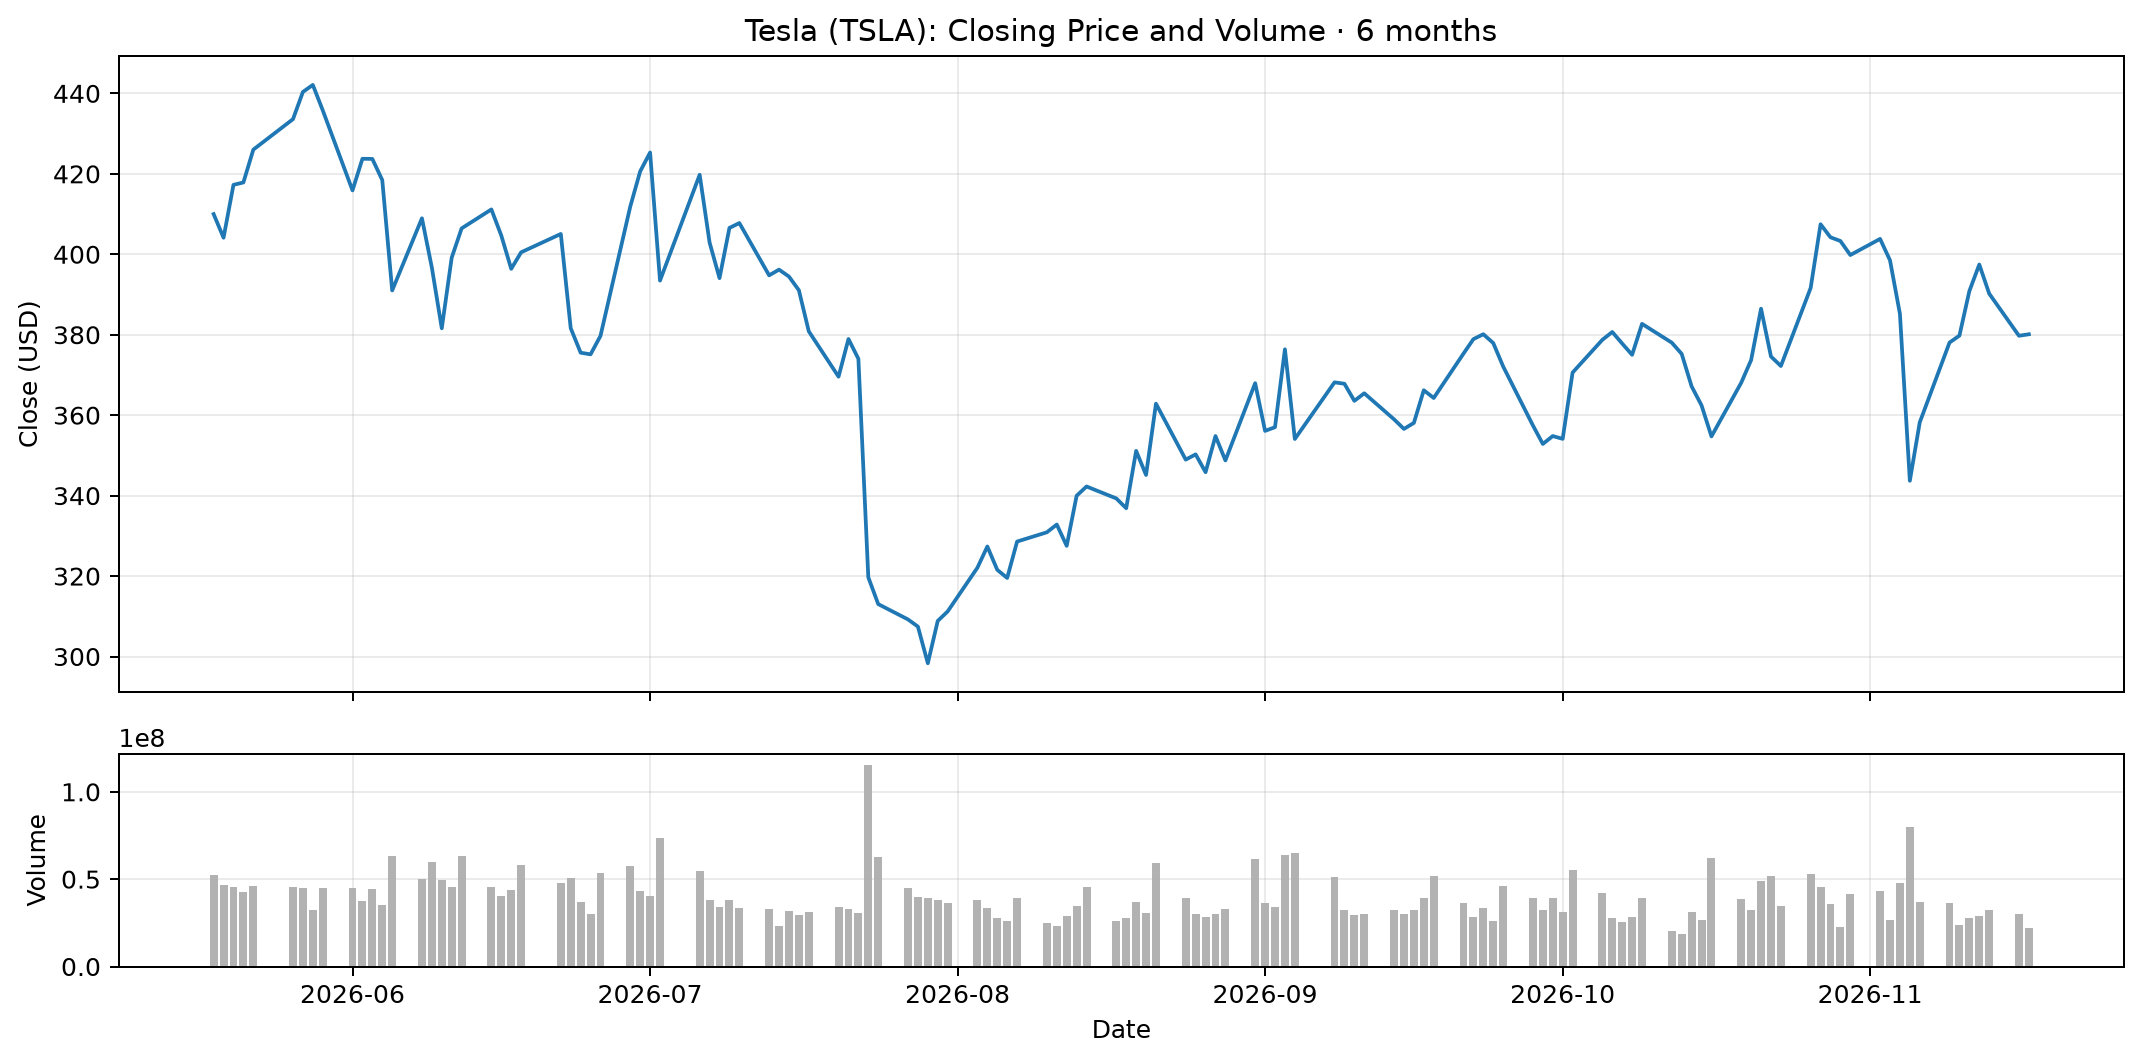 Tesla (TSLA): Closing Price and Volume · 6 months
Close (USD)
440
420
400
380
360
340
320
300
1e8
Volume
1.0
0.5
0.0
2026-06 2026-07 2026-08 2026-09 2026-10 2026-11
Date